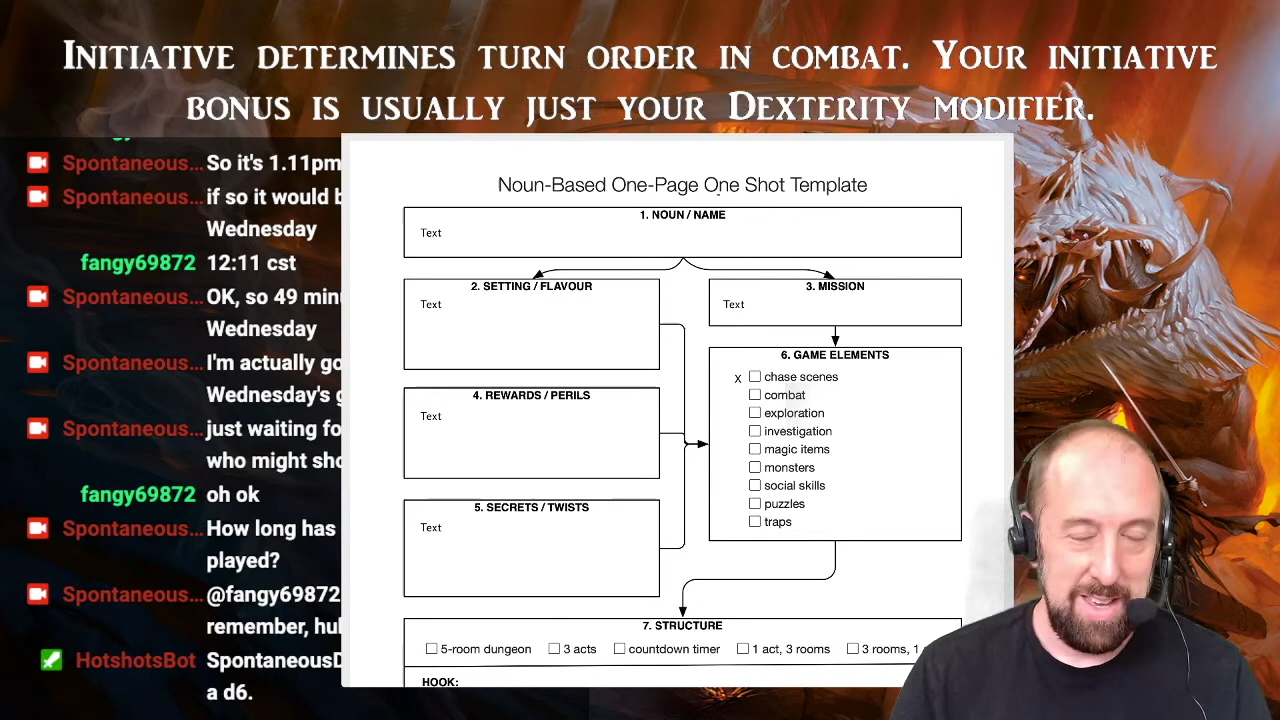 Initiative determines turn order in combat. Your initiative
bonus is usually just your Dexterity modifier.
Spontaneous... So it's 1.11pm
Spontaneous... if so it would b
Wednesday
fangy69872 12:11 cst
Spontaneous... OK, so 49 minu
Wednesday
Spontaneous... I'm actually go
Wednesday's g
Spontaneous... just waiting fo
who might sho
fangy69872 oh ok
Spontaneous... How long has
played?
Spontaneous... @fangy69872
remember, hul
HotshotsBot SpontaneousD
a d6.
Noun-Based One-Page One Shot Template
1. NOUN / NAME
Text
2. SETTING / FLAVOUR
Text
3. MISSION
Text
4. REWARDS / PERILS
Text
5. SECRETS / TWISTS
Text
6. GAME ELEMENTS
X chase scenes
combat
exploration
investigation
magic items
monsters
social skills
puzzles
traps
7. STRUCTURE
5-room dungeon 3 acts countdown timer 1 act, 3 rooms 3 rooms, 1
HOOK: